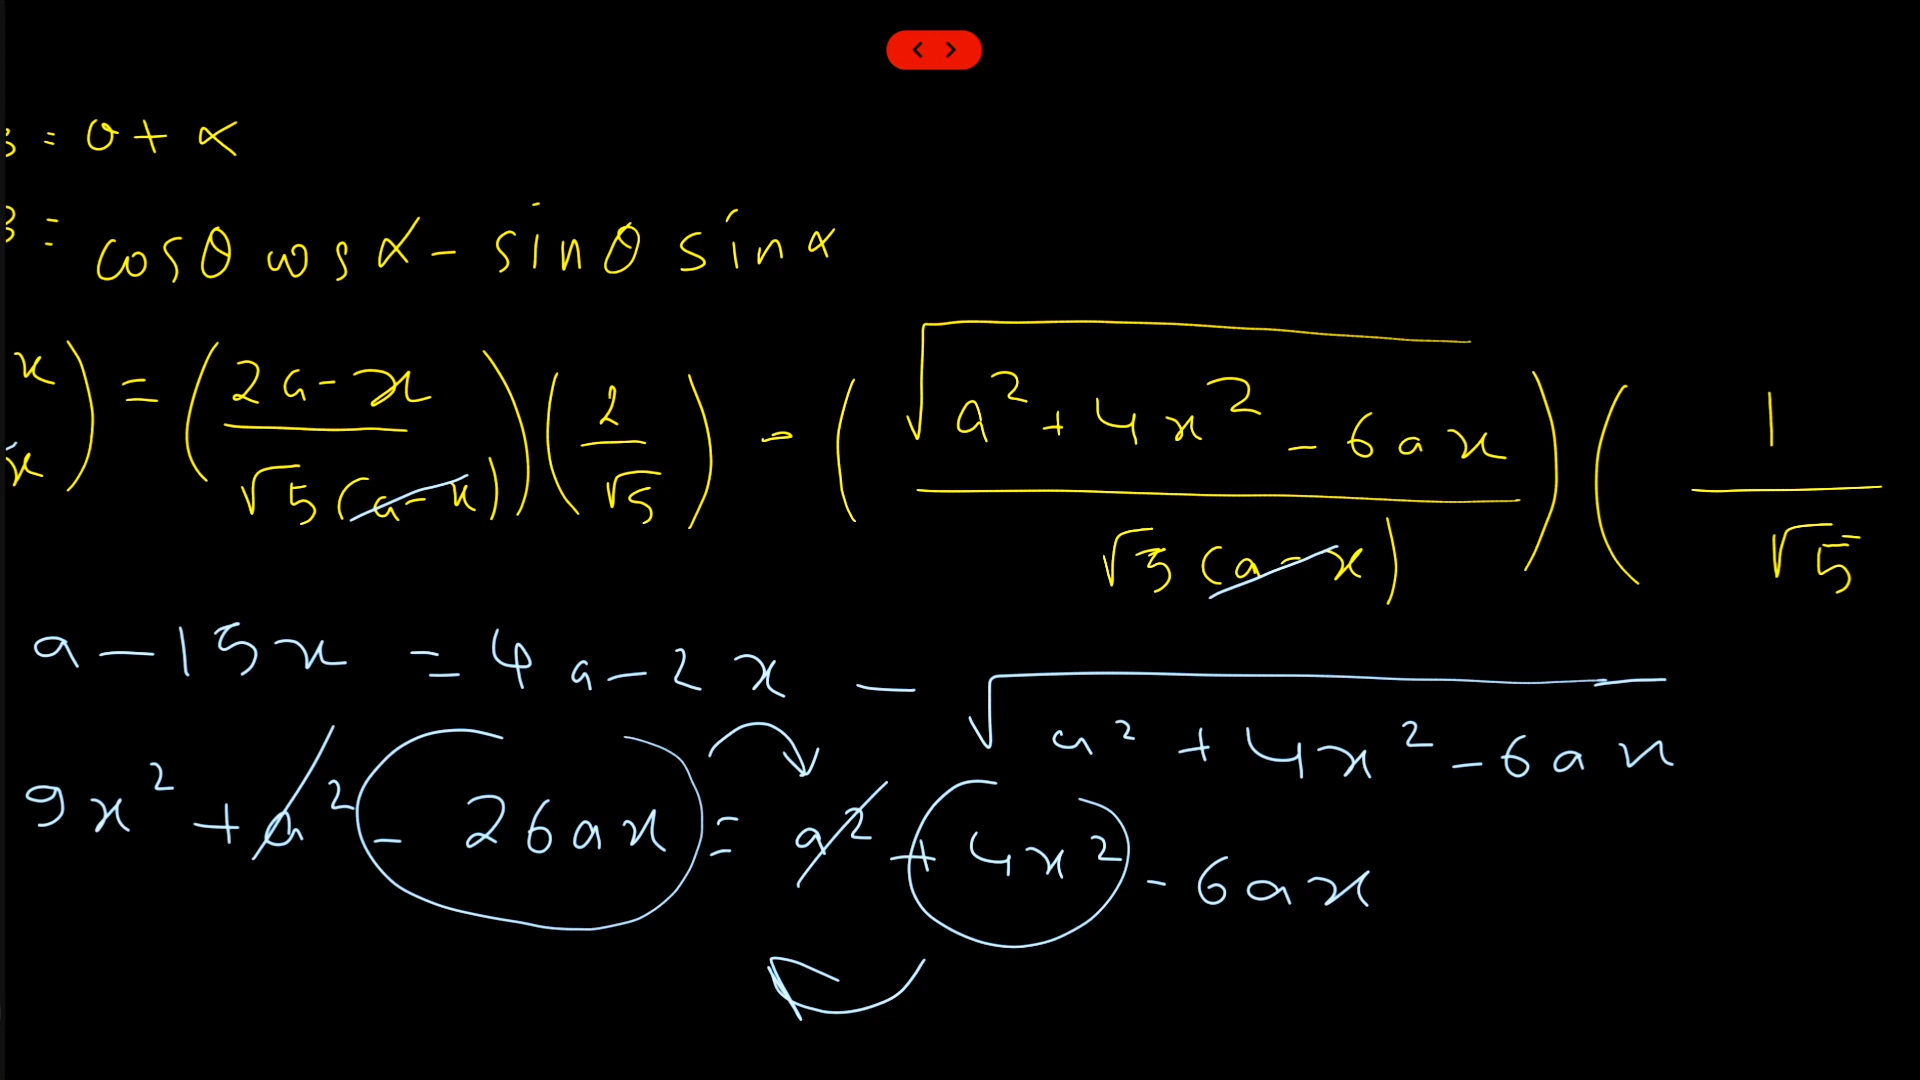 = θ + α
= cosθ cosα - sinθ sinα
x) = ((2a-x)/(√5(a-x)))(2/√5) - (√(a²+4x²-6ax)/(√5(a-x)))(1/√5
a - 15x = 4a - 2x - √(a²+4x²-6ax)
9x² + a² - 26ax = a² + 4x² - 6ax